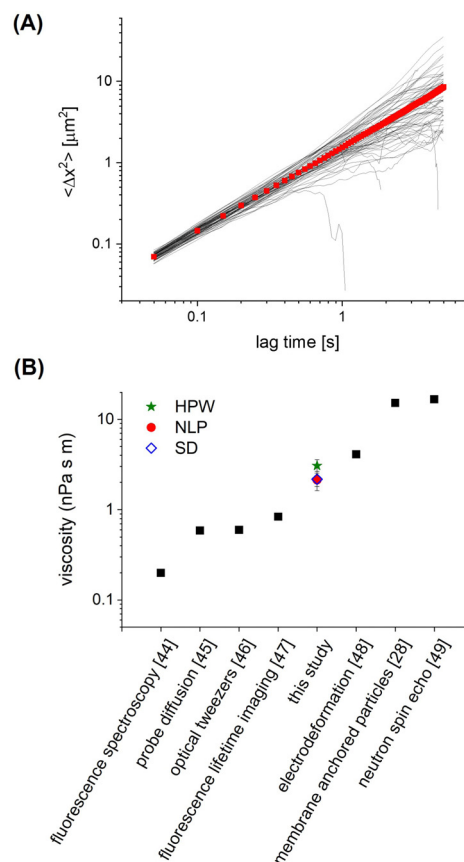 (A)
<Δx²> [μm²]
10
1
0.1
0.1
1
lag time [s]
(B)
HPW
NLP
SD
viscosity (nPa s m)
10
1
0.1
fluorescence spectroscopy [44]
probe diffusion [45]
optical tweezers [46]
fluorescence lifetime imaging [47]
this study
electrodeformation [48]
membrane anchored particles [28]
neutron spin echo [49]